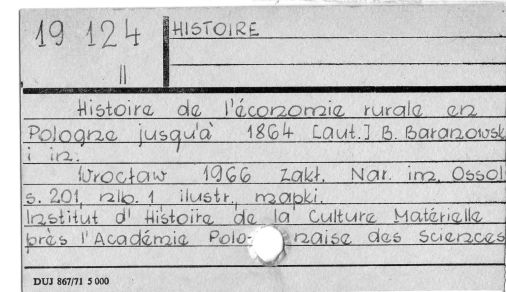 19 124
II
HISTOIRE
Histoire de l'économie rurale en
Pologne jusqu'à 1864 [aut.] B. Baranowsk
i in.
Wrocław 1966 Zakł. Nar. im. Ossol
s. 201, nlb. 1 ilustr., mapki.
Institut d'Histoire de la Culture Matérielle
près l'Académie Polo- naise des Sciences
DUJ 867/71 5 000